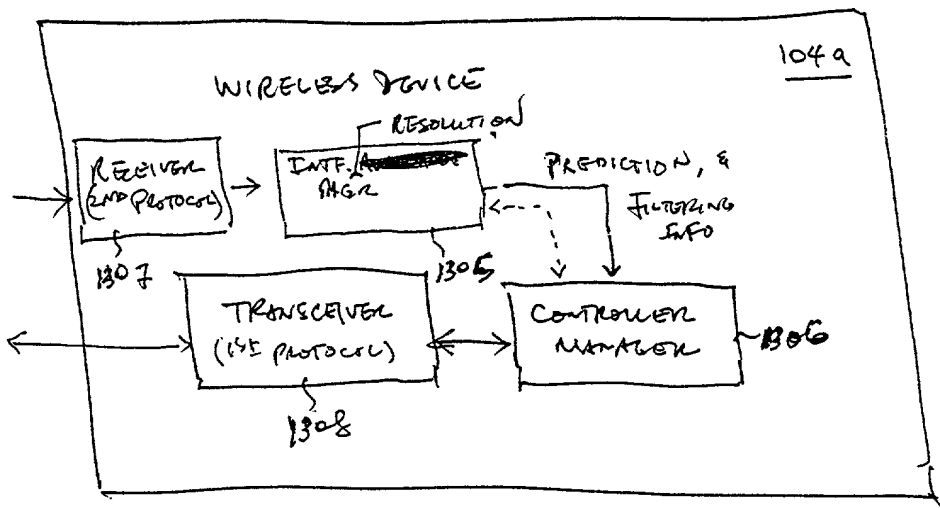 104a
WIRELESS DEVICE
RESOLUTION
RECEIVER
(2ND PROTOCOL)
INTF.
MGR
PREDICTION, &
FILTERING
INFO
1307
1305
TRANSCEIVER
(1ST PROTOCOL)
CONTROLLER
MANAGER
1306
1308